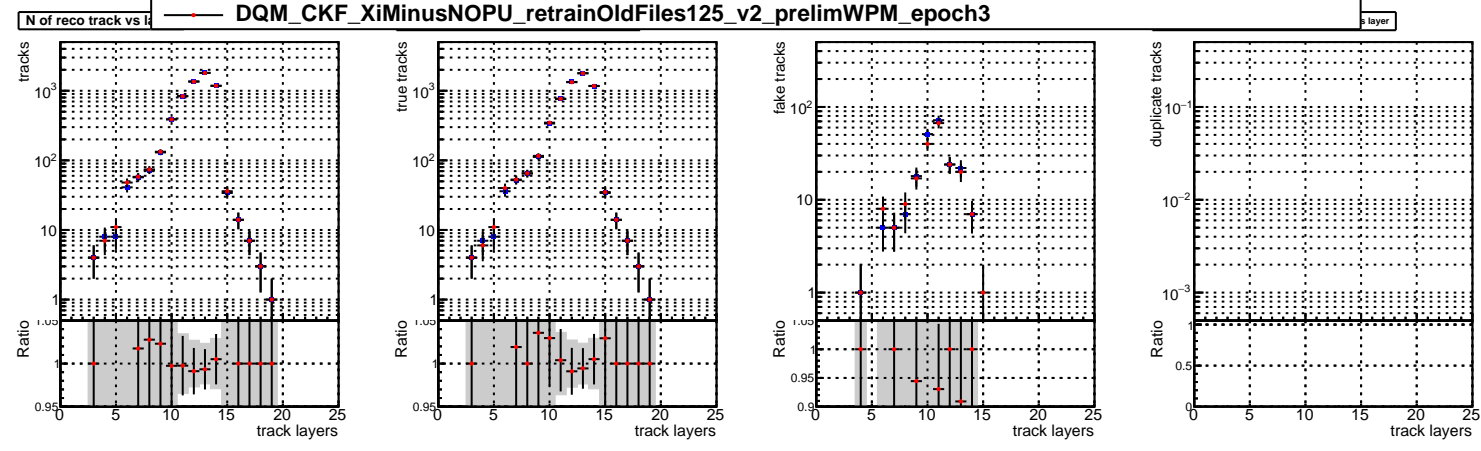 N of reco track vs la
DQM_CKF_XiMinusNOPU_retrainOldFiles125_v2_prelimWPM_epoch3
s layer
tracks
10³
10²
10
1
Ratio
1.05
1
0.95
0 5 10 15 20 25
track layers
true tracks
10³
10²
10
1
Ratio
1.05
1
0.95
0 5 10 15 20 25
track layers
fake tracks
10²
10
1
Ratio
1.05
1
0.95
0.9
0 5 10 15 20 25
track layers
duplicate tracks
10⁻¹
10⁻²
10⁻³
Ratio
1
0.5
0
0 5 10 15 20 25
track layers